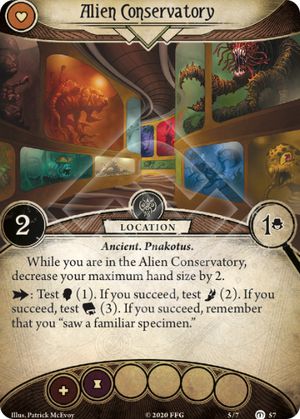 Alien Conservatory
2
LOCATION
1
Ancient. Pnakotus.
While you are in the Alien Conservatory,
decrease your maximum hand size by 2.
: Test (1). If you succeed, test (2). If you
succeed, test (3). If you succeed, remember
that you “saw a familiar specimen.”
Illus. Patrick McEvoy
© 2020 FFG
5/7
57